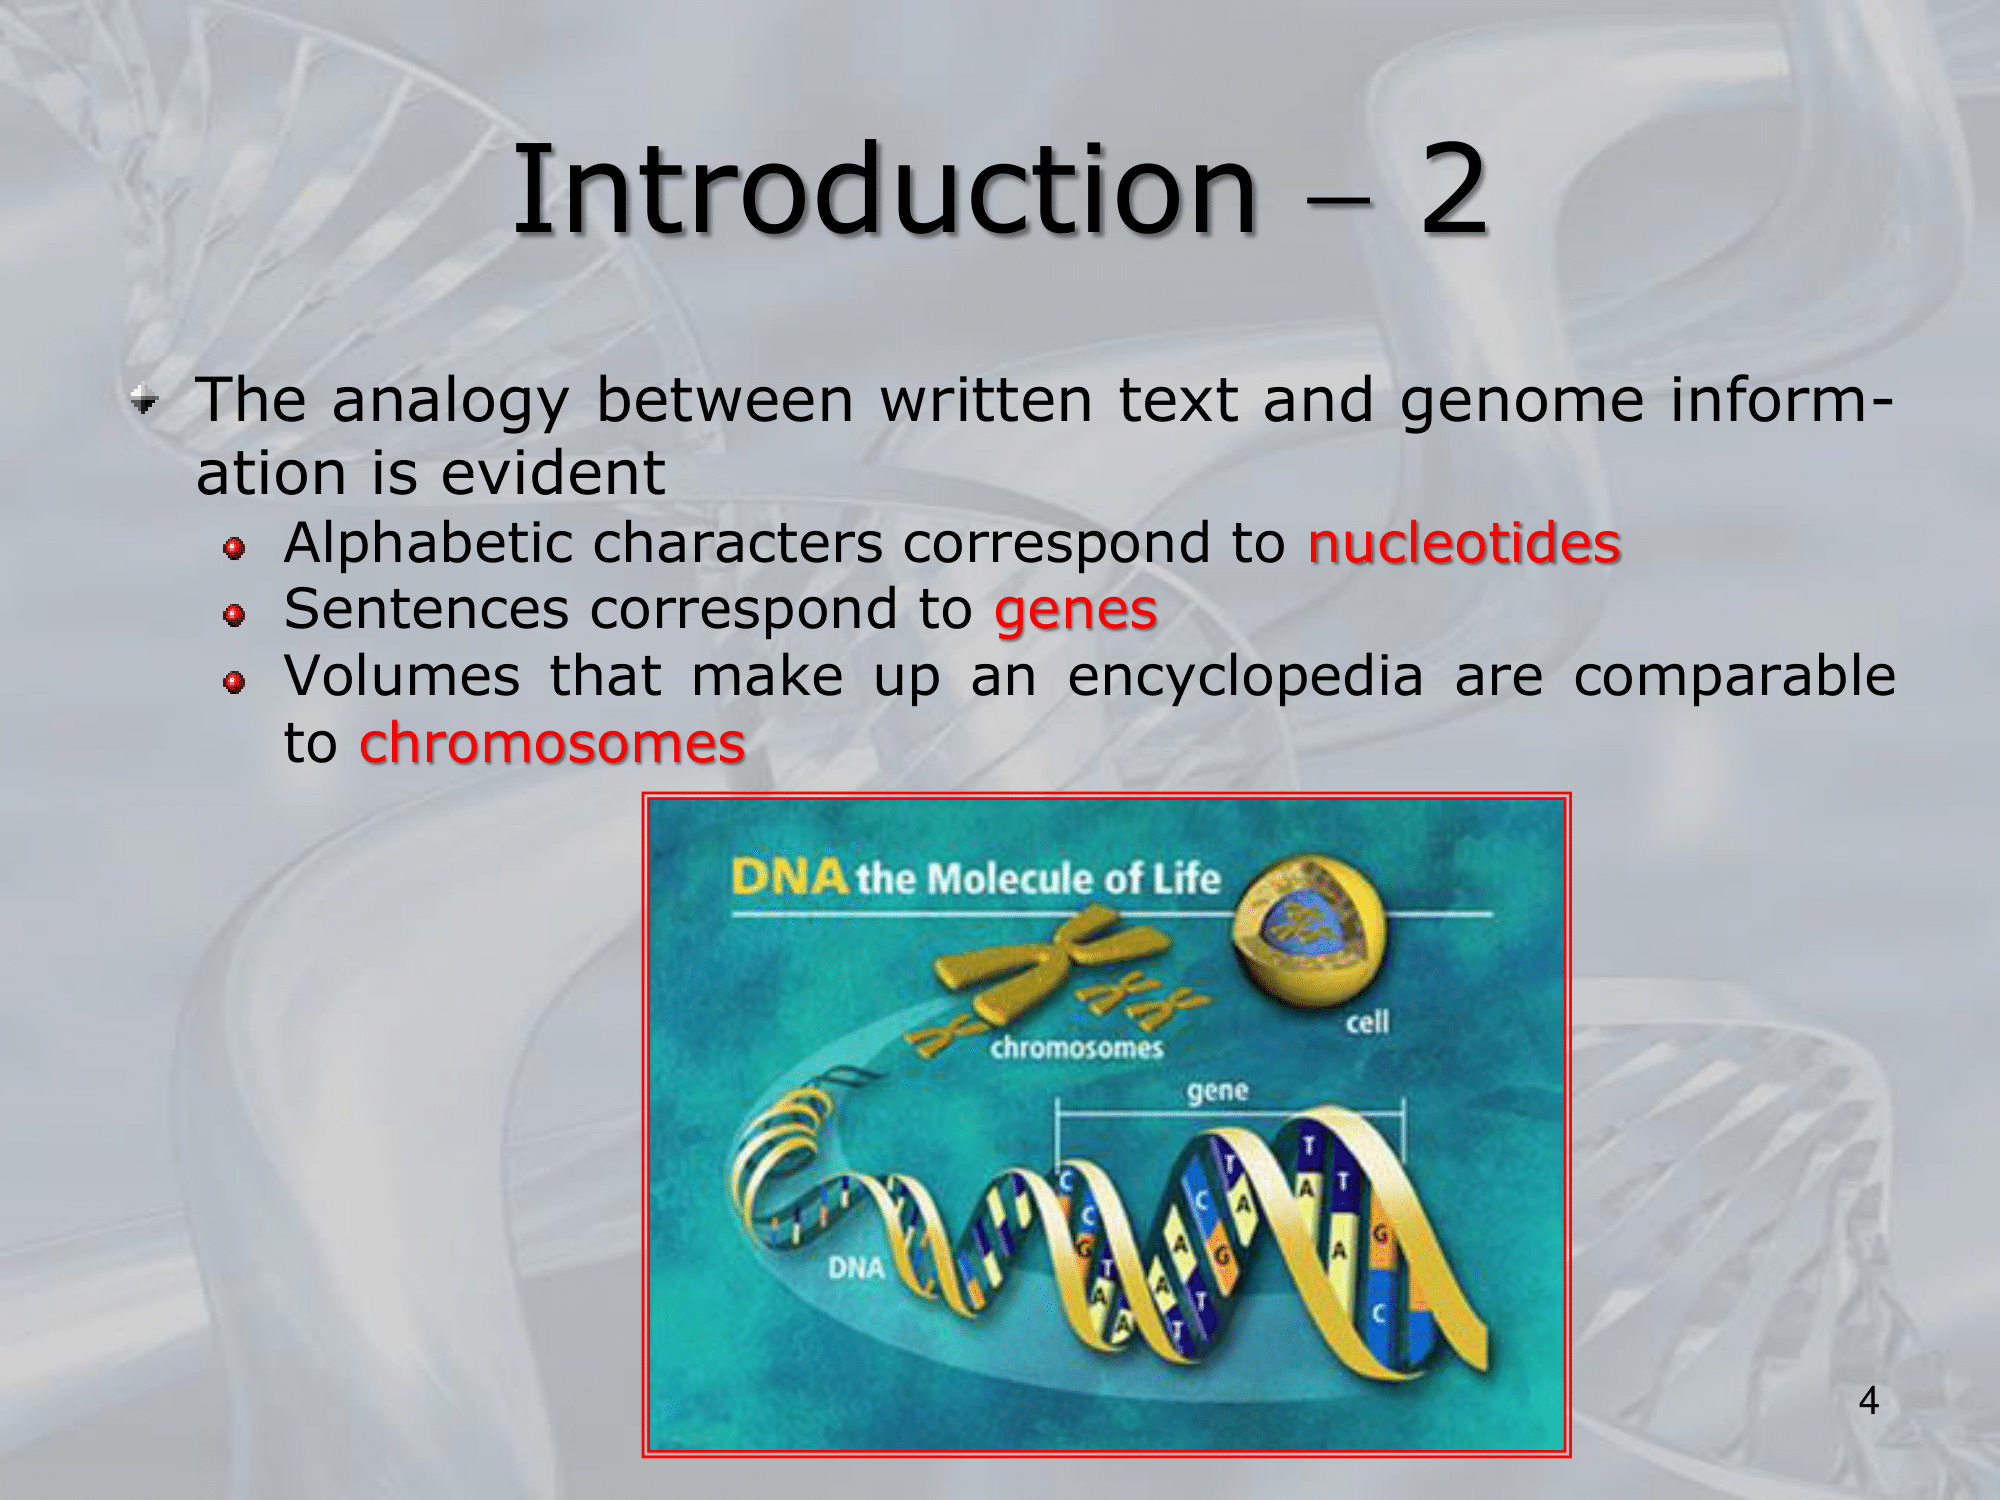 Introduction – 2
The analogy between written text and genome inform-
ation is evident
Alphabetic characters correspond to nucleotides
Sentences correspond to genes
Volumes that make up an encyclopedia are comparable
to chromosomes
DNA the Molecule of Life
cell
chromosomes
gene
DNA
C
C
G
T
A
A
A
A
T
T
C
G
T
A
T
A
T
A
G
C
4